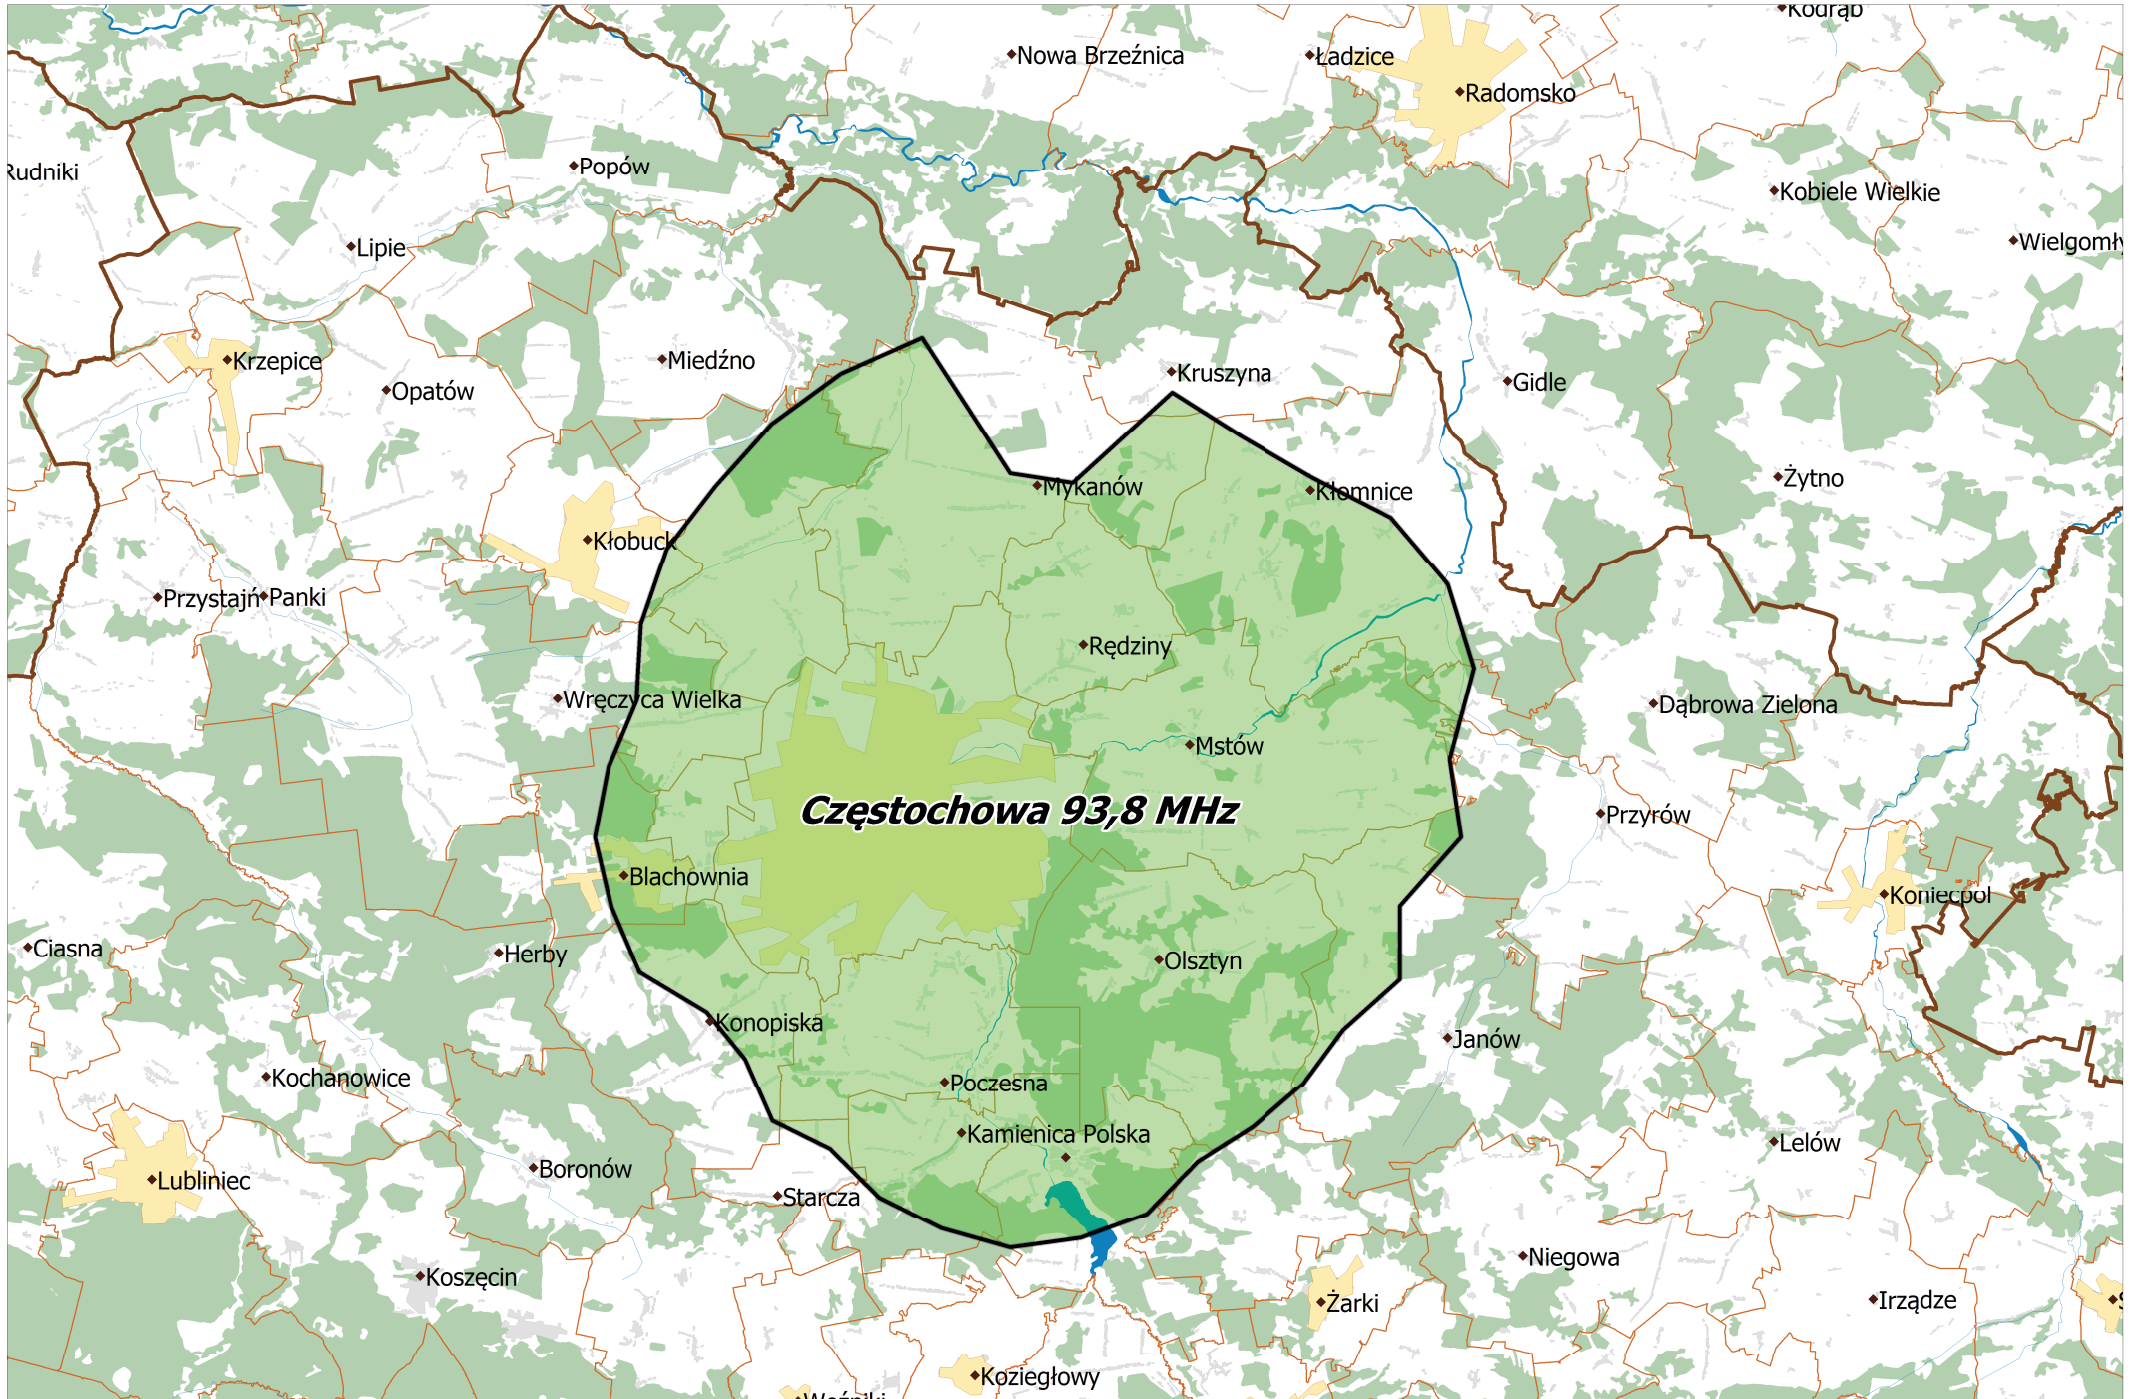 Kodrąb
Nowa Brzeźnica
Ładzice
Radomsko
Rudniki
Popów
Kobiele Wielkie
Lipie
Wielgomły
Krzepice
Miedźno
Kruszyna
Gidle
Opatów
Mykanów
Kłomnice
Żytno
Kłobuck
Przystajń
Panki
Rędziny
Wręczyca Wielka
Dąbrowa Zielona
Mstów
Częstochowa 93,8 MHz
Przyrów
Blachownia
Koniecpol
Ciasna
Herby
Olsztyn
Konopiska
Janów
Kochanowice
Poczesna
Kamienica Polska
Lelów
Boronów
Lubliniec
Starcza
Niegowa
Koszęcin
Żarki
Irządze
Koziegłowy
Woźniki